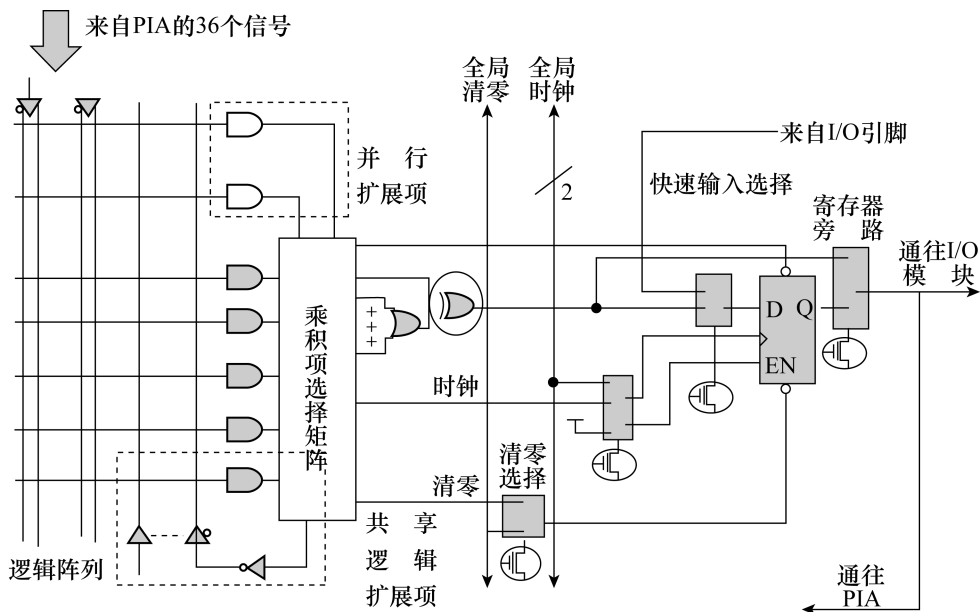 来自PIA的36个信号
全局
清零
全局
时钟
来自I/O引脚
并 行
扩展项
2
快速输入选择
寄存器
旁 路
通往I/O
模 块
乘积项选择矩阵
+
+
+
D Q
EN
时钟
清零
清零
选择
共 享
逻 辑
扩展项
逻辑阵列
通往
PIA